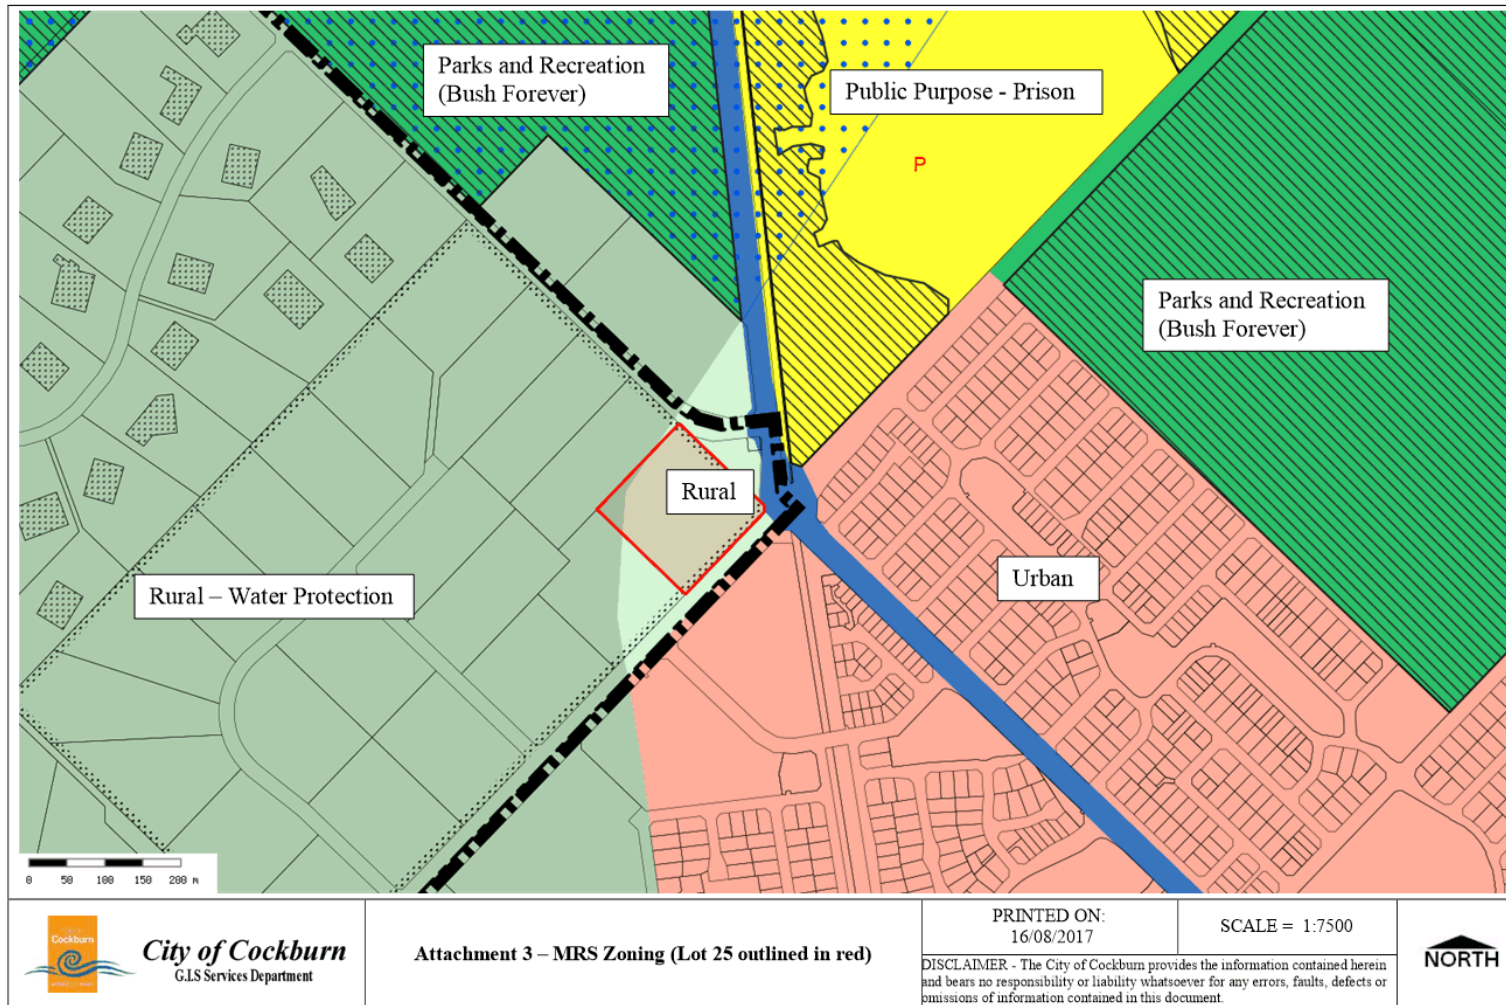 Parks and Recreation
(Bush Forever)
Public Purpose - Prison
P
Parks and Recreation
(Bush Forever)
Rural
Urban
Rural – Water Protection
0 50 100 150 200 m
Cockburn
City of Cockburn
G.I.S Services Department
Attachment 3 – MRS Zoning (Lot 25 outlined in red)
PRINTED ON:
16/08/2017
SCALE = 1:7500
DISCLAIMER - The City of Cockburn provides the information contained herein
and bears no responsibility or liability whatsoever for any errors, faults, defects or
omissions of information contained in this document.
NORTH